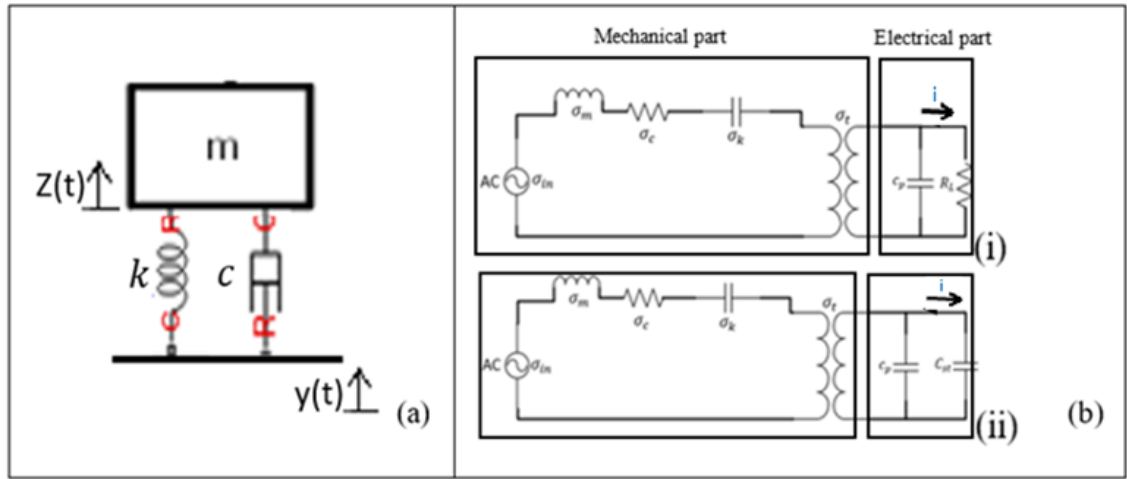 m
Z(t)
R
C
k
c
C
R
y(t)
(a)
Mechanical part
Electrical part
i
σm
σc
σk
σt
AC
σin
cp
RL
(i)
i
σm
σc
σk
σt
AC
σin
cp
Cst
(ii)
(b)